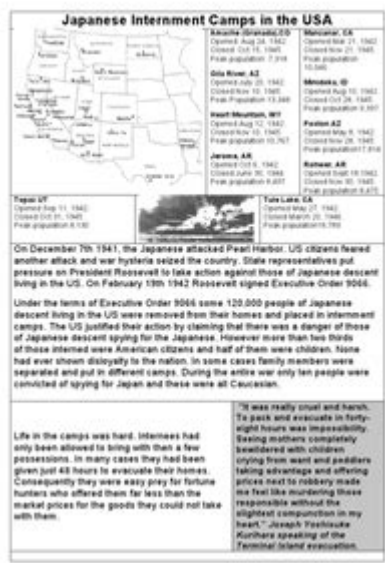 Japanese Internment Camps in the USA
Amache (Granada), CO
Opened Aug 24, 1942
Closed Oct 15, 1945
Peak population 7,318
Manzanar, CA
Opened Mar 21, 1942
Closed Nov 21, 1945
Peak population
10,046
Gila River, AZ
Opened July 20, 1942
Closed Nov 10, 1945
Peak Population 13,348
Minidoka, ID
Opened Aug 10, 1942
Closed Oct 28, 1945
Peak population 9,397
Heart Mountain, WY
Opened Aug 12, 1942
Closed Nov 10, 1945
Peak population 10,767
Poston AZ
Opened May 8, 1942
Closed Nov 28, 1945
Peak population 17,814
Jerome, AR
Opened Oct 6, 1942
Closed June 30, 1944
Peak population 8,497
Rohwer, AR
Opened Sept 18 1942
Closed Nov 30, 1945
Peak population 8,475
Topaz UT
Opened Sep 11, 1942
Closed Oct 31, 1945
Peak population 8,130
Tule Lake, CA
Opened May 27, 1942
Closed March 20, 1946
Peak population 18,789
On December 7th 1941, the Japanese attacked Pearl Harbor. US citizens feared
another attack and war hysteria seized the country. State representatives put
pressure on President Roosevelt to take action against those of Japanese descent
living in the US. On February 19th 1942 Roosevelt signed Executive Order 9066.
Under the terms of Executive Order 9066 some 120,000 people of Japanese
descent living in the US were removed from their homes and placed in internment
camps. The US justified their action by claiming that there was a danger of those
of Japanese descent spying for the Japanese. However more than two thirds
of those interned were American citizens and half of them were children. None
had ever shown disloyalty to the nation. In some cases family members were
separated and put in different camps. During the entire war only ten people were
convicted of spying for Japan and these were all Caucasian.
Life in the camps was hard. Internees had
only been allowed to bring with then a few
possessions. In many cases they had been
given just 48 hours to evacuate their homes.
Consequently they were easy prey for fortune
hunters who offered them far less than the
market prices for the goods they could not take
with them.
"It was really cruel and harsh.
To pack and evacuate in forty-
eight hours was impossibility.
Seeing mothers completely
bewildered with children
crying from want and peddlers
taking advantage and offering
prices next to robbery made
me feel like murdering those
responsible without the
slightest compunction in my
heart." Joseph Yoshisuke
Kurihara speaking of the
Terminal Island evacuation.